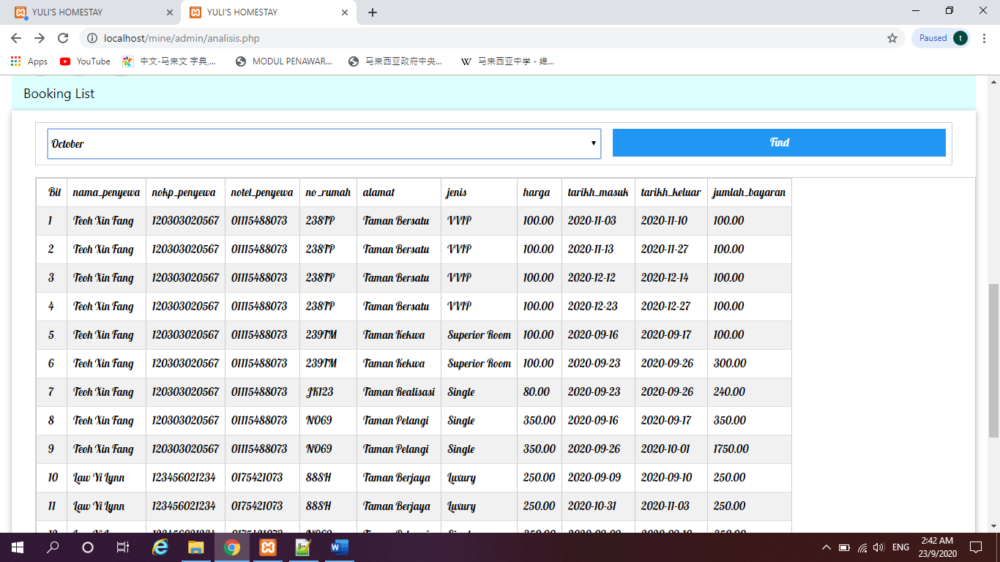 YULI'S HOMESTAY YULI'S HOMESTAY
localhost/mine/admin/analisis.php Paused t
Apps YouTube 中文-马来文 字典,... MODUL PENAWAR... 马来西亚政府中央... W 马来西亚中学 - 维...
Booking List
October Find
Bil nama_penyewa nokp_penyewa notel_penyewa no_rumah alamat jenis harga tarikh_masuk tarikh_keluar jumlah_bayaran
1 Teoh Xin Fang 120303020567 01115488073 238TP Taman Bersatu VVIP 100.00 2020-11-03 2020-11-10 100.00
2 Teoh Xin Fang 120303020567 01115488073 238TP Taman Bersatu VVIP 100.00 2020-11-13 2020-11-27 100.00
3 Teoh Xin Fang 120303020567 01115488073 238TP Taman Bersatu VVIP 100.00 2020-12-12 2020-12-14 100.00
4 Teoh Xin Fang 120303020567 01115488073 238TP Taman Bersatu VVIP 100.00 2020-12-23 2020-12-27 100.00
5 Teoh Xin Fang 120303020567 01115488073 239TM Taman Kekwa Superior Room 100.00 2020-09-16 2020-09-17 100.00
6 Teoh Xin Fang 120303020567 01115488073 239TM Taman Kekwa Superior Room 100.00 2020-09-23 2020-09-26 300.00
7 Teoh Xin Fang 120303020567 01115488073 JK123 Taman Realisasi Single 80.00 2020-09-23 2020-09-26 240.00
8 Teoh Xin Fang 120303020567 01115488073 NO69 Taman Pelangi Single 350.00 2020-09-16 2020-09-17 350.00
9 Teoh Xin Fang 120303020567 01115488073 NO69 Taman Pelangi Single 350.00 2020-09-26 2020-10-01 1750.00
10 Law Yi Lynn 123456021234 0175421073 88SH Taman Berjaya Luxury 250.00 2020-09-09 2020-09-10 250.00
11 Law Yi Lynn 123456021234 0175421073 88SH Taman Berjaya Luxury 250.00 2020-10-31 2020-11-03 250.00
ENG 2:42 AM
23/9/2020